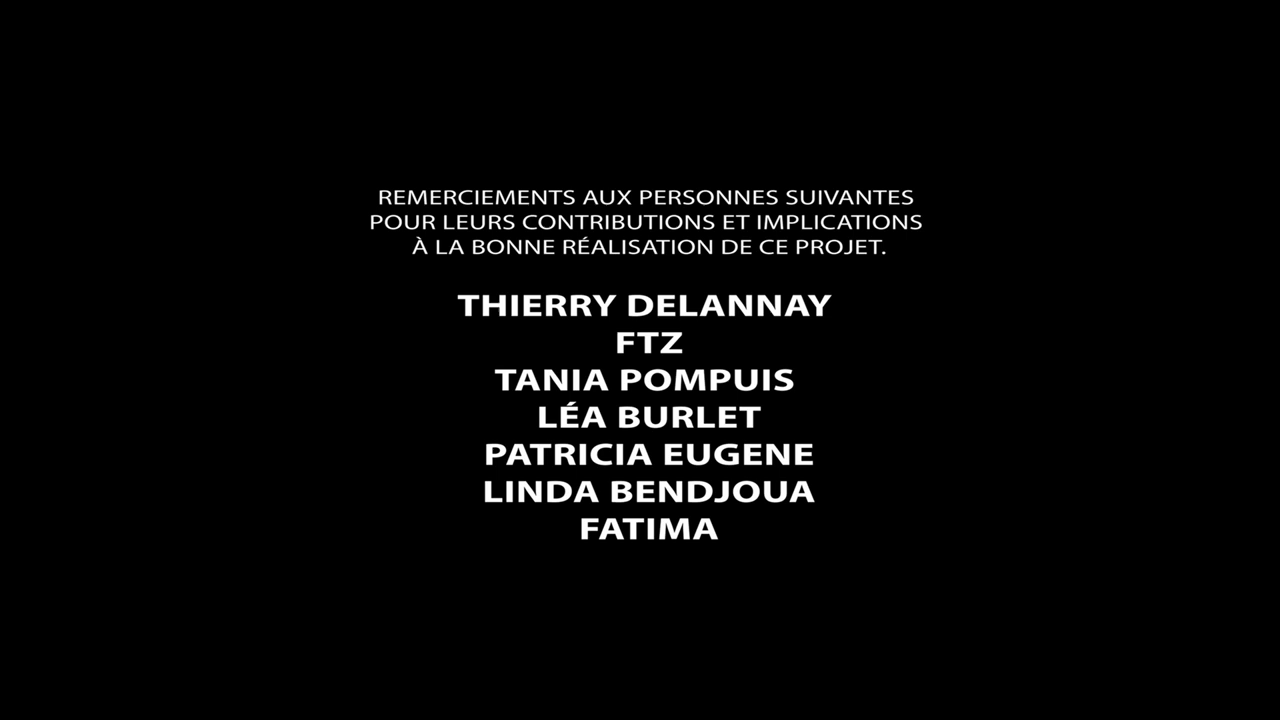 REMERCIEMENTS AUX PERSONNES SUIVANTES
POUR LEURS CONTRIBUTIONS ET IMPLICATIONS
À LA BONNE RÉALISATION DE CE PROJET.
THIERRY DELANNAY
FTZ
TANIA POMPUIS
LÉA BURLET
PATRICIA EUGENE
LINDA BENDJOUA
FATIMA